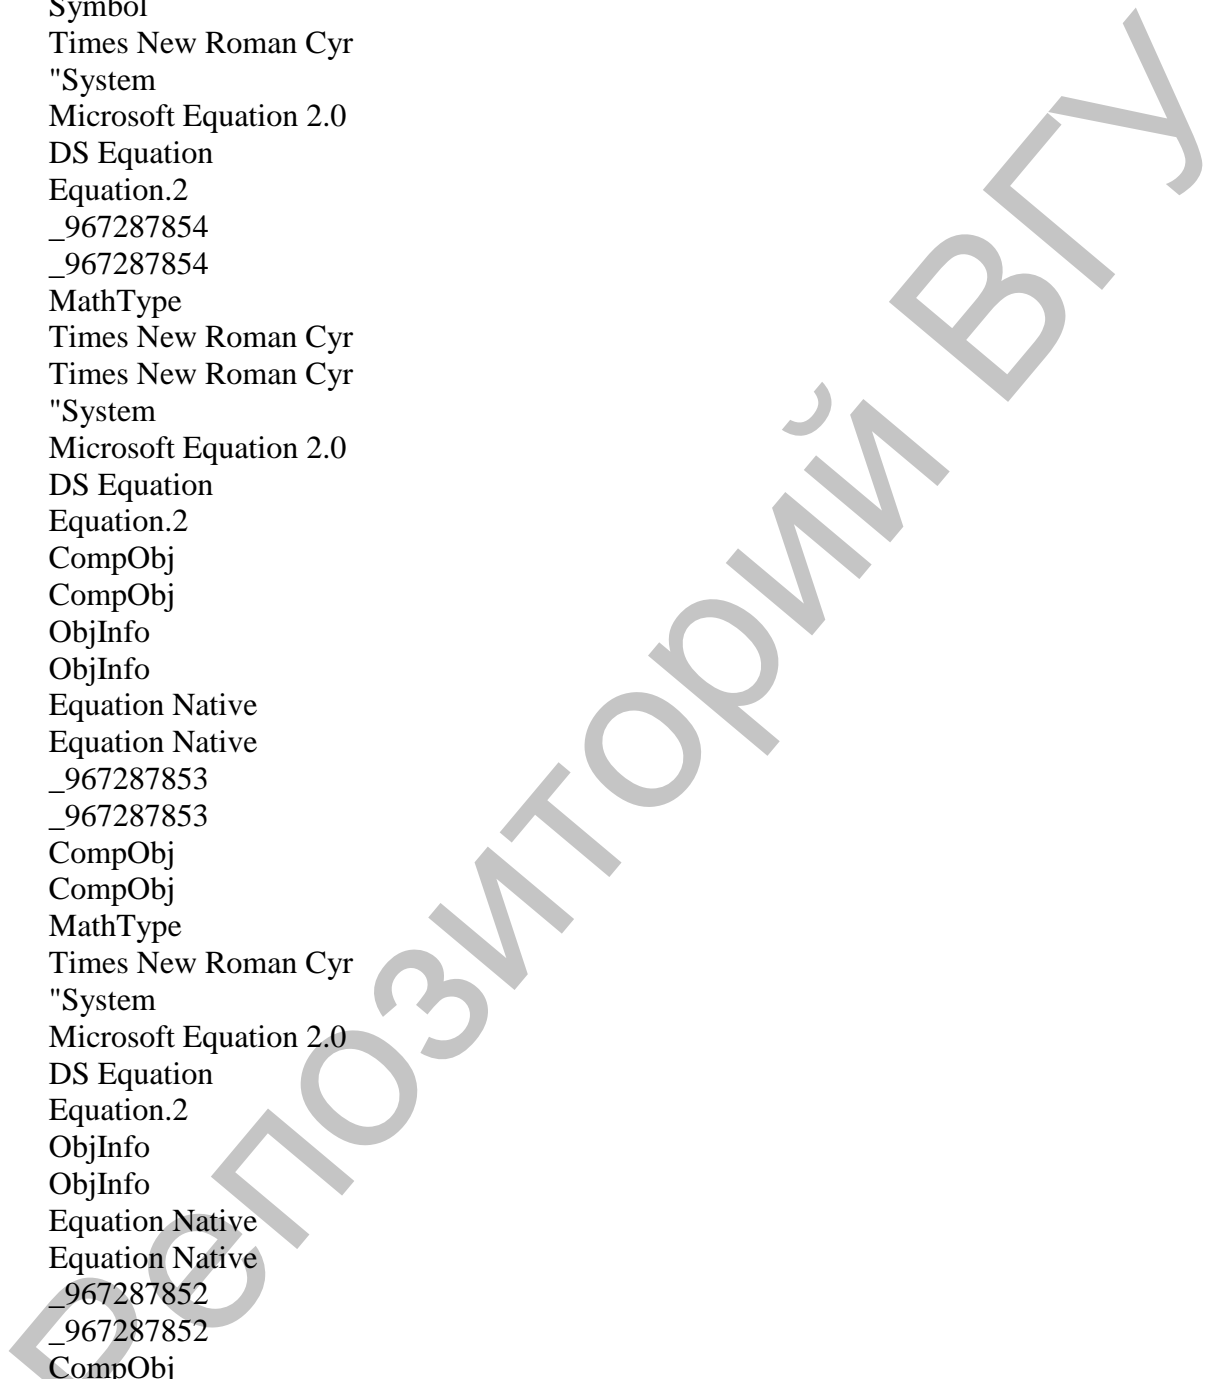 Symbol
Times New Roman Cyr
"System
Microsoft Equation 2.0
DS Equation
Equation.2
_967287854
_967287854
MathType
Times New Roman Cyr
Times New Roman Cyr
"System
Microsoft Equation 2.0
DS Equation
Equation.2
CompObj
CompObj
ObjInfo
ObjInfo
Equation Native
Equation Native
_967287853
_967287853
CompObj
CompObj
MathType
Times New Roman Cyr
"System
Microsoft Equation 2.0
DS Equation
Equation.2
ObjInfo
ObjInfo
Equation Native
Equation Native
_967287852
_967287852
CompObj
Репозиторий ВГУ